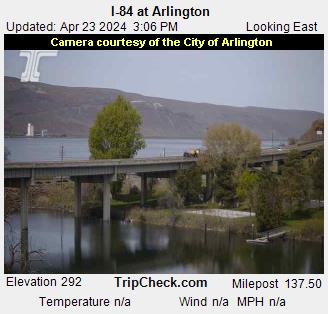 I-84 at Arlington
Updated: Apr 23 2024 3:06 PM Looking East
Camera courtesy of the City of Arlington
Elevation 292 TripCheck.com Milepost 137.50
Temperature n/a Wind n/a MPH n/a